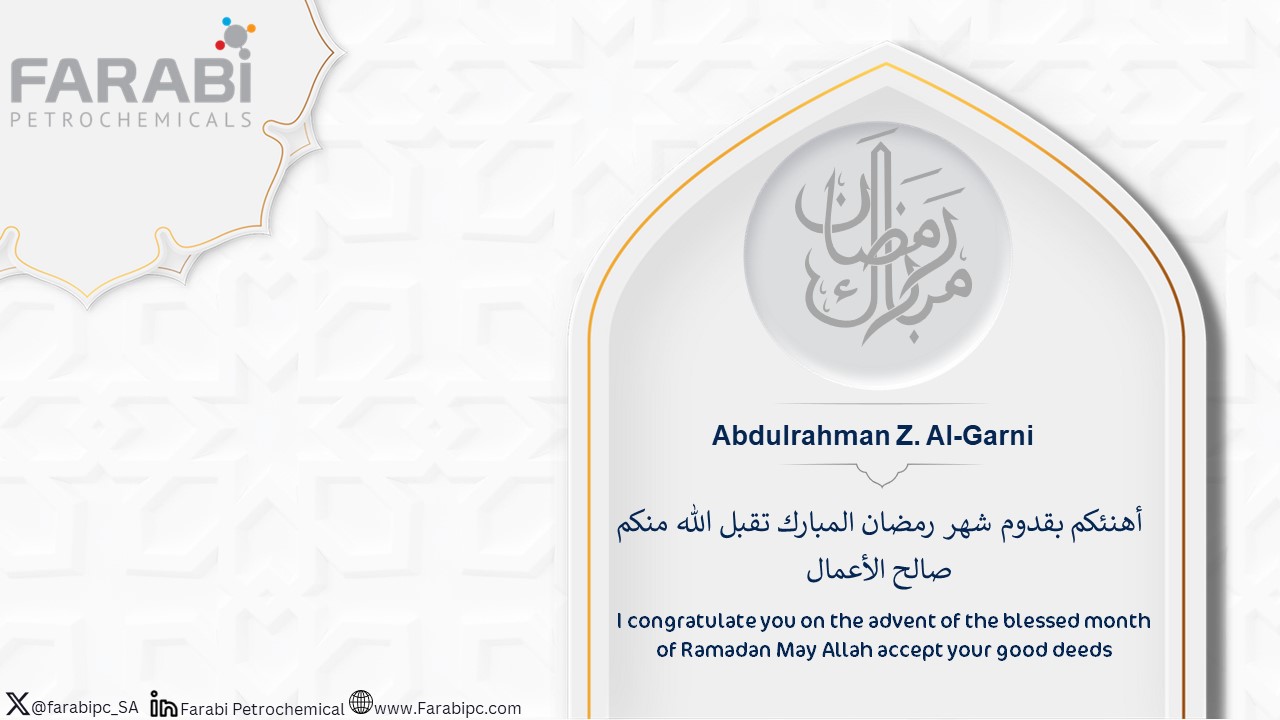 FARABi
PETROCHEMICALS
رمضان
مبارك
Abdulrahman Z. Al-Garni
أهنئكم بقدوم شهر رمضان المبارك تقبل الله منكم
صالح الأعمال
I congratulate you on the advent of the blessed month
of Ramadan May Allah accept your good deeds
@farabipc_SA in Farabi Petrochemical www.Farabipc.com